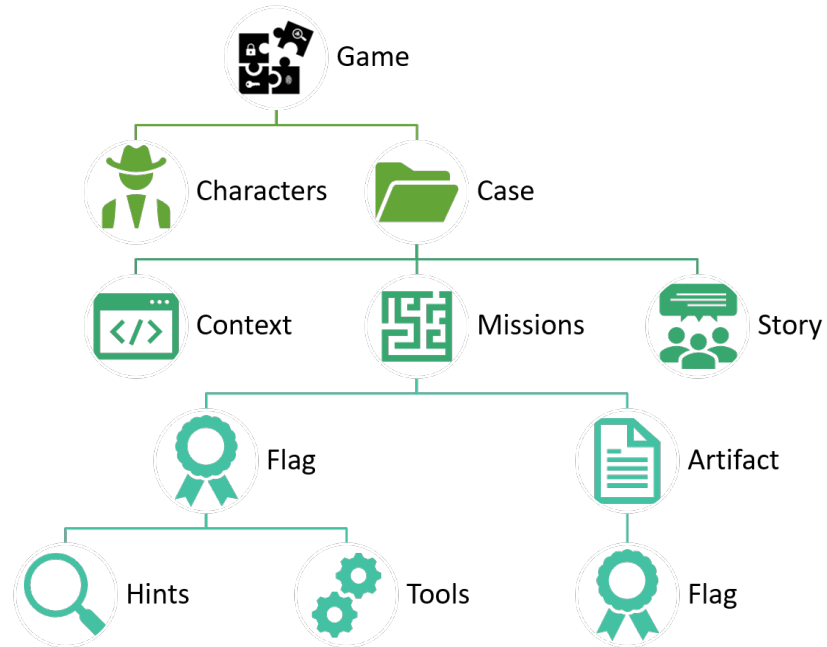 Game
Characters
Case
Context
Missions
Story
Flag
Artifact
Hints
Tools
Flag